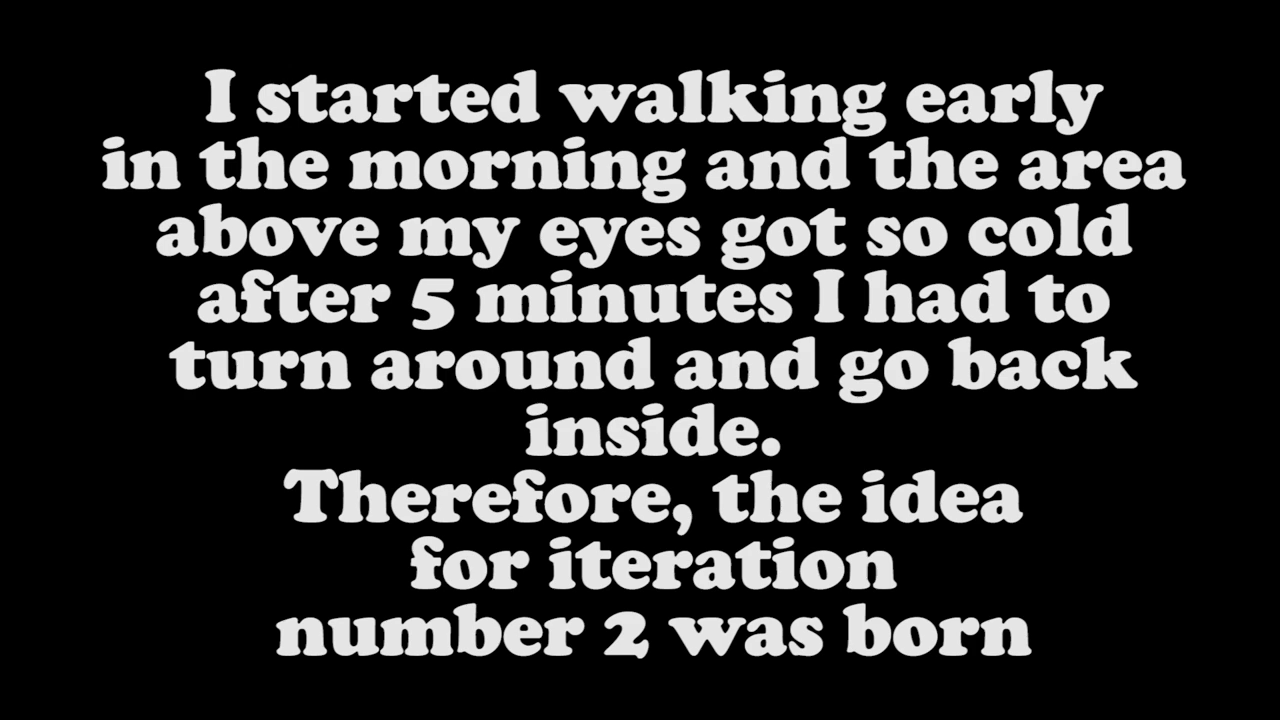 I started walking early
in the morning and the area
above my eyes got so cold
after 5 minutes I had to
turn around and go back
inside.
Therefore, the idea
for iteration
number 2 was born